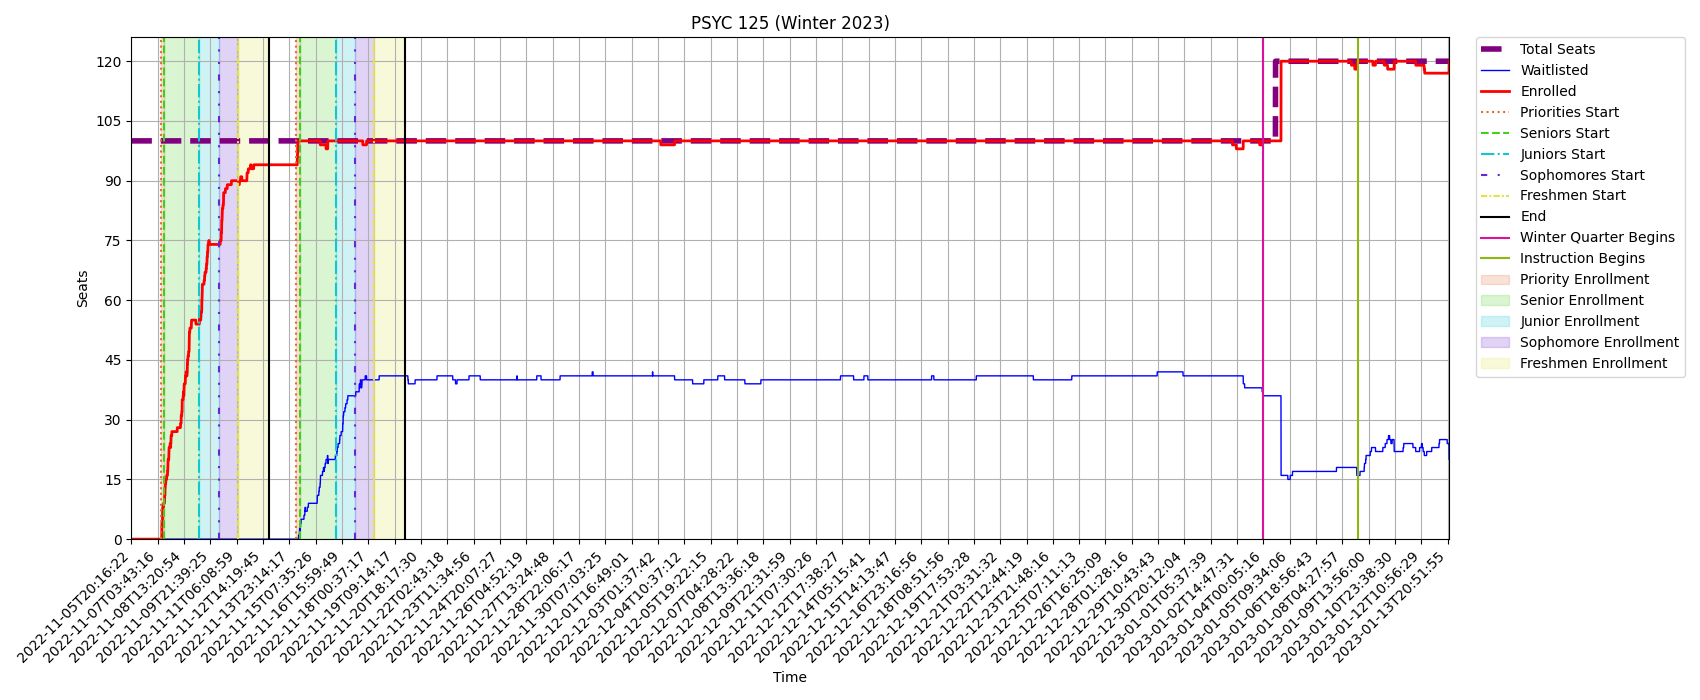 PSYC 125 (Winter 2023)
Total Seats
Waitlisted
Enrolled
Priorities Start
Seniors Start
Juniors Start
Sophomores Start
Freshmen Start
End
Winter Quarter Begins
Instruction Begins
Priority Enrollment
Senior Enrollment
Junior Enrollment
Sophomore Enrollment
Freshmen Enrollment
Seats
120
105
90
75
60
45
30
15
0
2022-11-05T20:16:22
2022-11-07T03:43:16
2022-11-08T13:20:54
2022-11-09T21:39:25
2022-11-11T06:08:59
2022-11-12T14:19:45
2022-11-13T23:14:17
2022-11-15T07:35:26
2022-11-16T15:59:49
2022-11-18T00:37:17
2022-11-19T09:14:17
2022-11-20T18:17:30
2022-11-22T02:43:18
2022-11-23T11:34:56
2022-11-24T20:07:27
2022-11-26T04:52:19
2022-11-27T13:24:48
2022-11-28T22:06:17
2022-11-30T07:03:25
2022-12-01T16:49:01
2022-12-03T01:37:42
2022-12-04T10:37:12
2022-12-05T19:22:15
2022-12-07T04:28:22
2022-12-08T13:36:18
2022-12-09T22:31:59
2022-12-11T07:30:26
2022-12-12T17:38:27
2022-12-14T05:15:41
2022-12-15T14:13:47
2022-12-16T23:16:56
2022-12-18T08:51:56
2022-12-19T17:53:28
2022-12-21T03:31:32
2022-12-22T12:44:19
2022-12-23T21:48:16
2022-12-25T07:11:13
2022-12-26T16:25:09
2022-12-28T01:28:16
2022-12-29T10:43:43
2022-12-30T20:12:04
2023-01-01T05:37:39
2023-01-02T14:47:31
2023-01-04T00:05:16
2023-01-05T09:34:06
2023-01-06T18:56:43
2023-01-08T04:27:57
2023-01-09T13:56:00
2023-01-10T23:38:30
2023-01-12T10:56:29
2023-01-13T20:51:55
Time